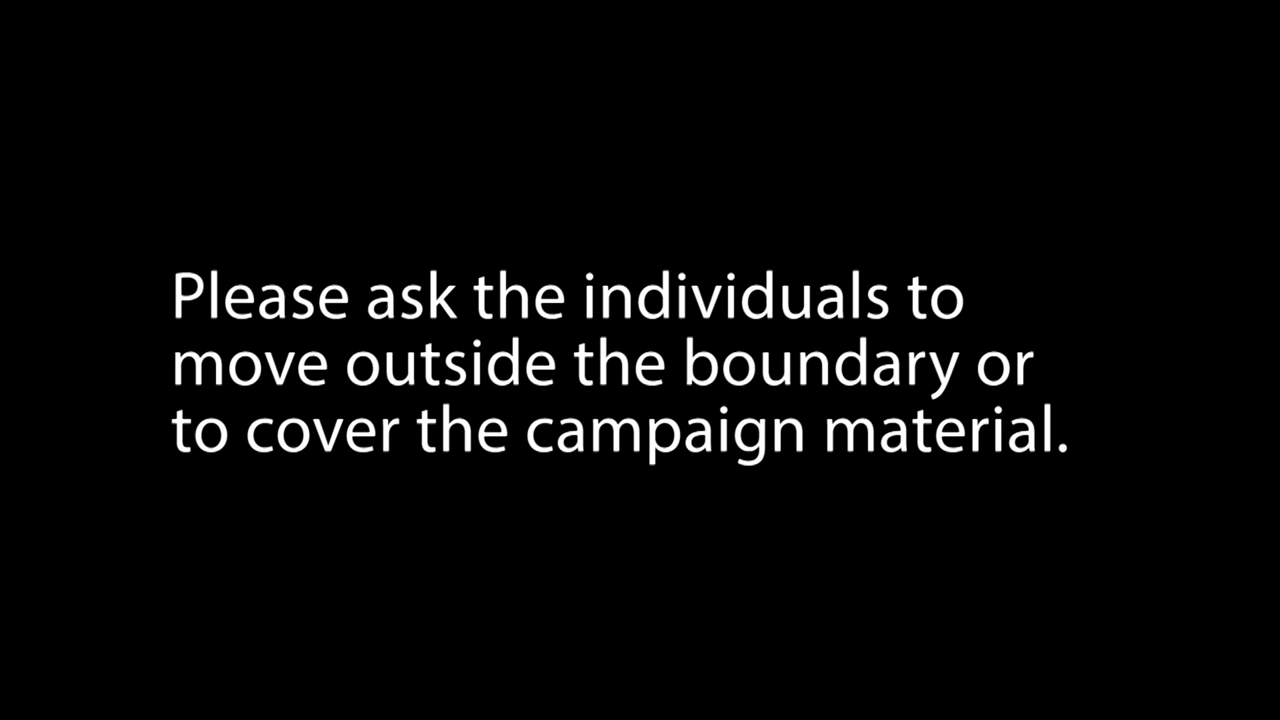 Please ask the individuals to
move outside the boundary or
to cover the campaign material.